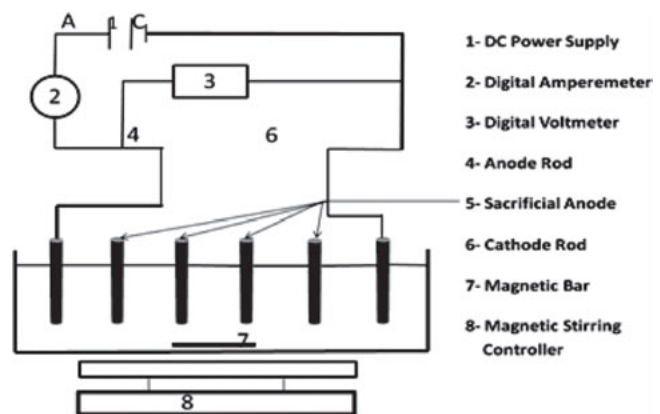 A 1 C
2
3
4
6
7
8
1- DC Power Supply
2- Digital Amperemeter
3- Digital Voltmeter
4- Anode Rod
5- Sacrificial Anode
6- Cathode Rod
7- Magnetic Bar
8- Magnetic Stirring
Controller